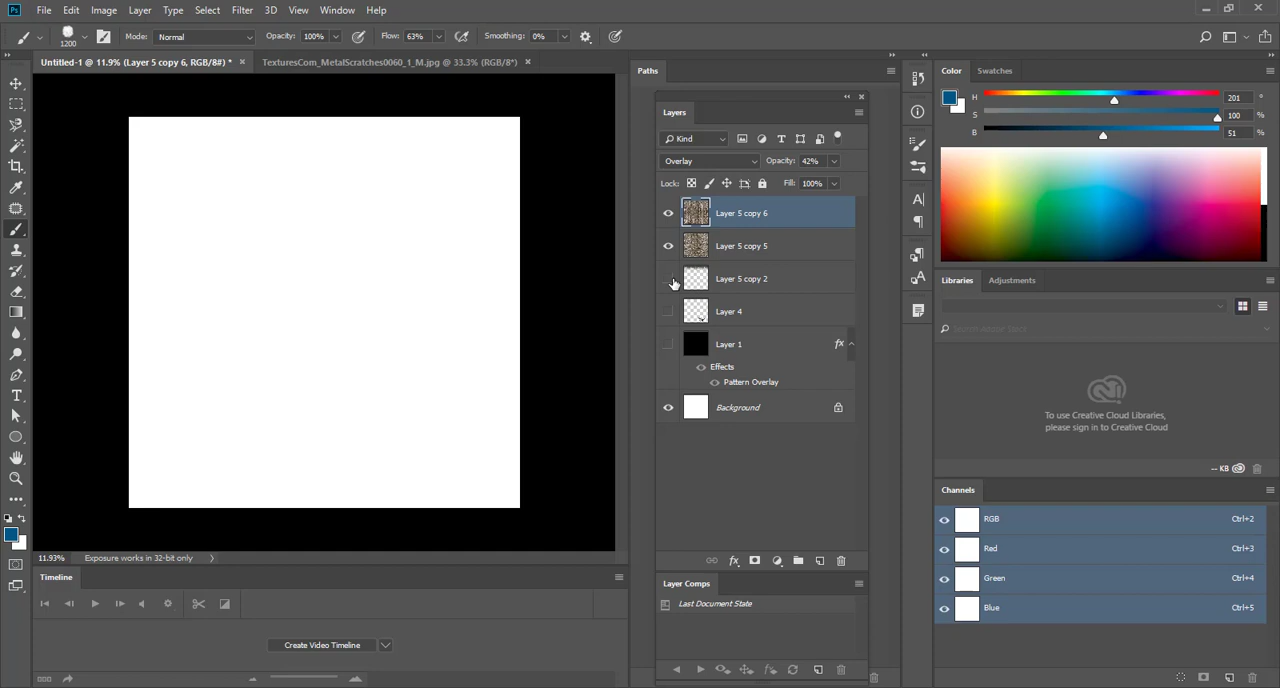 Ps File Edit Image Layer Type Select Filter 3D View Window Help
1200 Mode: Normal Opacity: 100% Flow: 63% Smoothing: 0%
Untitled-1 @ 11.9% (Layer 5 copy 6, RGB/8#) * × TexturesCom_MetalScratches0060_1_M.jpg @ 33.3% (RGB/8*) ×
Paths
Layers
Kind
Overlay Opacity: 42%
Lock: Fill: 100%
Layer 5 copy 6
Layer 5 copy 5
Layer 5 copy 2
Layer 4
Layer 1 fx
Effects
Pattern Overlay
Background
fx
Layer Comps
Last Document State
Color Swatches
H 201 °
S 100 %
B 51 %
Libraries Adjustments
Search Adobe Stock
To use Creative Cloud Libraries,
please sign in to Creative Cloud
-- KB
Channels
RGB Ctrl+2
Red Ctrl+3
Green Ctrl+4
Blue Ctrl+5
11.93% Exposure works in 32-bit only
Timeline
Create Video Timeline